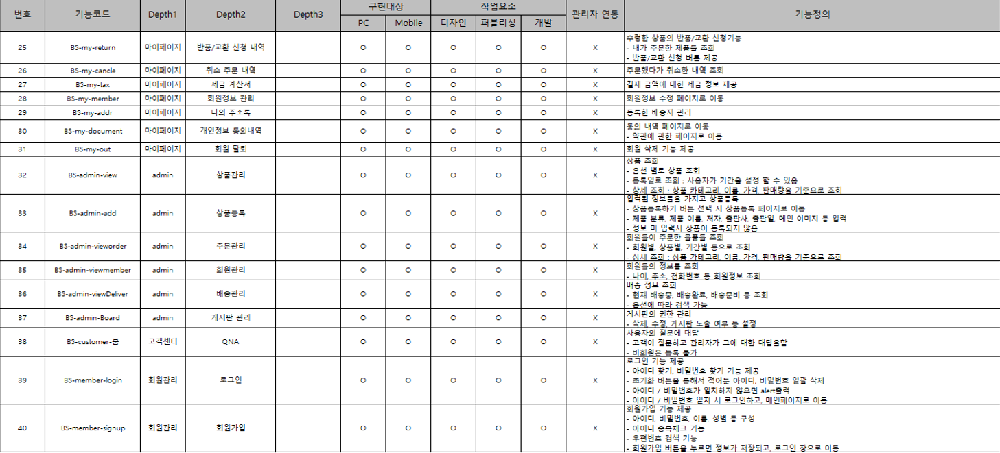 번호 기능코드 Depth1 Depth2 Depth3 구현대상 작업요소 관리자 연동 기능정의
PC Mobile 디자인 퍼블리싱 개발
25 BS-my-return 마이페이지 반품/교환 신청 내역 O O O O O X 수령한 상품의 반품/교환 신청기능
- 내가 주문한 제품들 조회
- 반품/교환 신청 버튼 제공
26 BS-my-cancle 마이페이지 취소 주문 내역 O O O O O X 주문했다가 취소한 내역 조회
27 BS-my-tax 마이페이지 세금 계산서 O O O O O X 결제 금액에 대한 세금 정보 제공
28 BS-my-member 마이페이지 회원정보 관리 O O O O O X 회원정보 수정 페이지로 이동
29 BS-my-addr 마이페이지 나의 주소록 O O O O O X 등록한 배송지 관리
30 BS-my-document 마이페이지 개인정보 동의내역 O O O O O X 동의 내역 페이지로 이동
- 약관에 관한 페이지로 이동
31 BS-my-out 마이페이지 회원 탈퇴 O O O O O X 회원 삭제 기능 제공
32 BS-admin-view admin 상품관리 O O O O O X 상품 조회
- 옵션 별로 상품 조회
- 등록일로 조회 : 사용자가 기간을 설정 할 수 있음
- 상세 조회 : 상품 카테고리, 이름, 가격, 판매량을 기준으로 조회
33 BS-admin-add admin 상품등록 O O O O O X 입력된 정보들을 가지고 상품등록
- 상품등록하기 버튼 선택 시 상품등록 페이지로 이동
- 제품 분류, 제품 이름, 저자, 출판사, 출판일, 메인 이미지 등 입력
- 정보 미 입력시 상품이 등록되지 않음
34 BS-admin-vieworder admin 주문관리 O O O O O X 회원들이 주문한 물품들 조회
- 회원별, 상품별, 기간별 등으로 조회
- 상세 조회 : 상품 카테고리, 이름, 가격, 판매량을 기준으로 조회
35 BS-admin-viewmember admin 회원관리 O O O O O X 회원들의 정보를 조회
- 나이, 주소, 전화번호 등 회원정보 조회
36 BS-admin-viewDeliver admin 배송관리 O O O O O X 배송 정보 조회
- 현재 배송중, 배송완료, 배송준비 등 조회
- 옵션에 따라 검색 가능
37 BS-admin-Board admin 게시판 관리 O O O O O X 게시판의 권한 관리
- 삭제, 수정, 게시판 노출 여부 등 설정
38 BS-customer-봄 고객센터 QNA O O O O O X 사용자의 질문에 대답
- 고객이 질문하고 관리자가 그에 대한 대답을함
- 비회원은 등록 불가
39 BS-member-login 회원관리 로그인 O O O O O X 로그인 기능 제공
- 아이디 찾기, 비밀번호 찾기 기능 제공
- 초기화 버튼을 통해서 적어둔 아이디, 비밀번호 일괄 삭제
- 아이디 / 비밀번호가 일치하지 않으면 alert출력
- 아이디 / 비밀번호 일치 시 로그인하고, 메인페이지로 이동
40 BS-member-signup 회원관리 회원가입 O O O O O X 회원가입 기능 제공
- 아이디, 비밀번호, 이름, 성별 등 구성
- 아이디 중복체크 기능
- 우편번호 검색 기능
- 회원가입 버튼을 누르면 정보가 저장되고, 로그인 창으로 이동